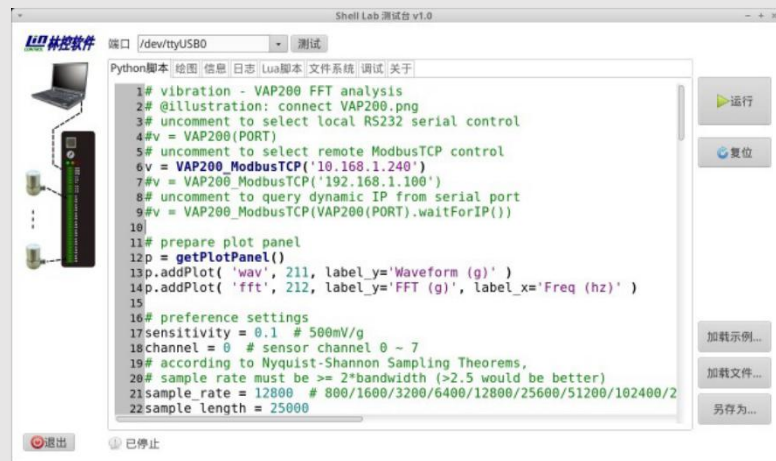 Shell Lab 测试台 v1.0
林控软件 端口 /dev/ttyUSB0 测试
Python脚本 绘图 信息 日志 Lua脚本 文件系统 调试 关于
1# vibration - VAP200 FFT analysis
2# @illustration: connect VAP200.png
3# uncomment to select local RS232 serial control
4#v = VAP200(PORT)
5# uncomment to select remote ModbusTCP control
6v = VAP200_ModbusTCP('10.168.1.240')
7#v = VAP200_ModbusTCP('192.168.1.100')
8# uncomment to query dynamic IP from serial port
9#v = VAP200_ModbusTCP(VAP200(PORT).waitForIP())
10
11# prepare plot panel
12p = getPlotPanel()
13p.addPlot( 'wav', 211, label_y='Waveform (g)' )
14p.addPlot( 'fft', 212, label_y='FFT (g)', label_x='Freq (hz)' )
15
16# preference settings
17sensitivity = 0.1  # 500mV/g
18channel = 0  # sensor channel 0 ~ 7
19# according to Nyquist-Shannon Sampling Theorems,
20# sample rate must be >= 2*bandwidth (>2.5 would be better)
21sample_rate = 12800  # 800/1600/3200/6400/12800/25600/51200/102400/2
22sample_length = 25000
运行
复位
加载示例...
加载文件...
另存为...
退出 已停止